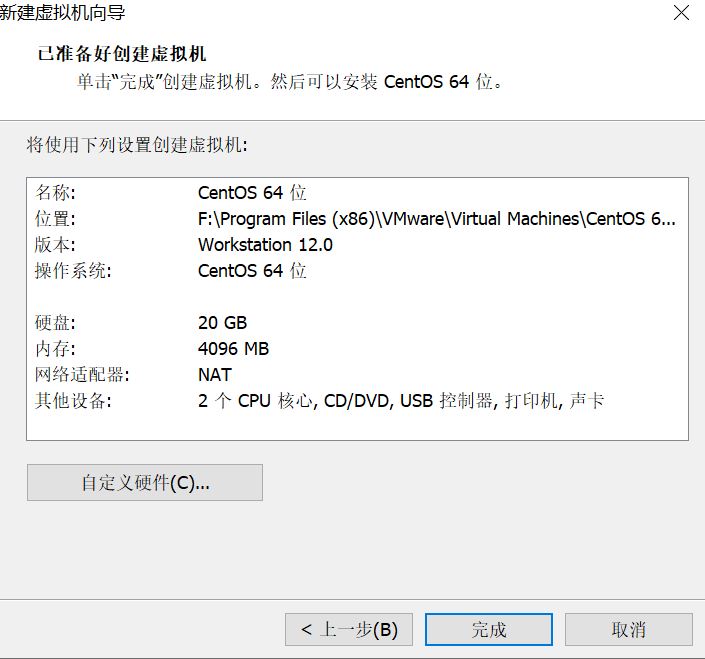 新建虚拟机向导
已准备好创建虚拟机
单击“完成”创建虚拟机。然后可以安装 CentOS 64 位。
将使用下列设置创建虚拟机:
名称: CentOS 64 位
位置: F:\Program Files (x86)\VMware\Virtual Machines\CentOS 6...
版本: Workstation 12.0
操作系统: CentOS 64 位
硬盘: 20 GB
内存: 4096 MB
网络适配器: NAT
其他设备: 2 个 CPU 核心, CD/DVD, USB 控制器, 打印机, 声卡
自定义硬件(C)...
< 上一步(B) 完成 取消